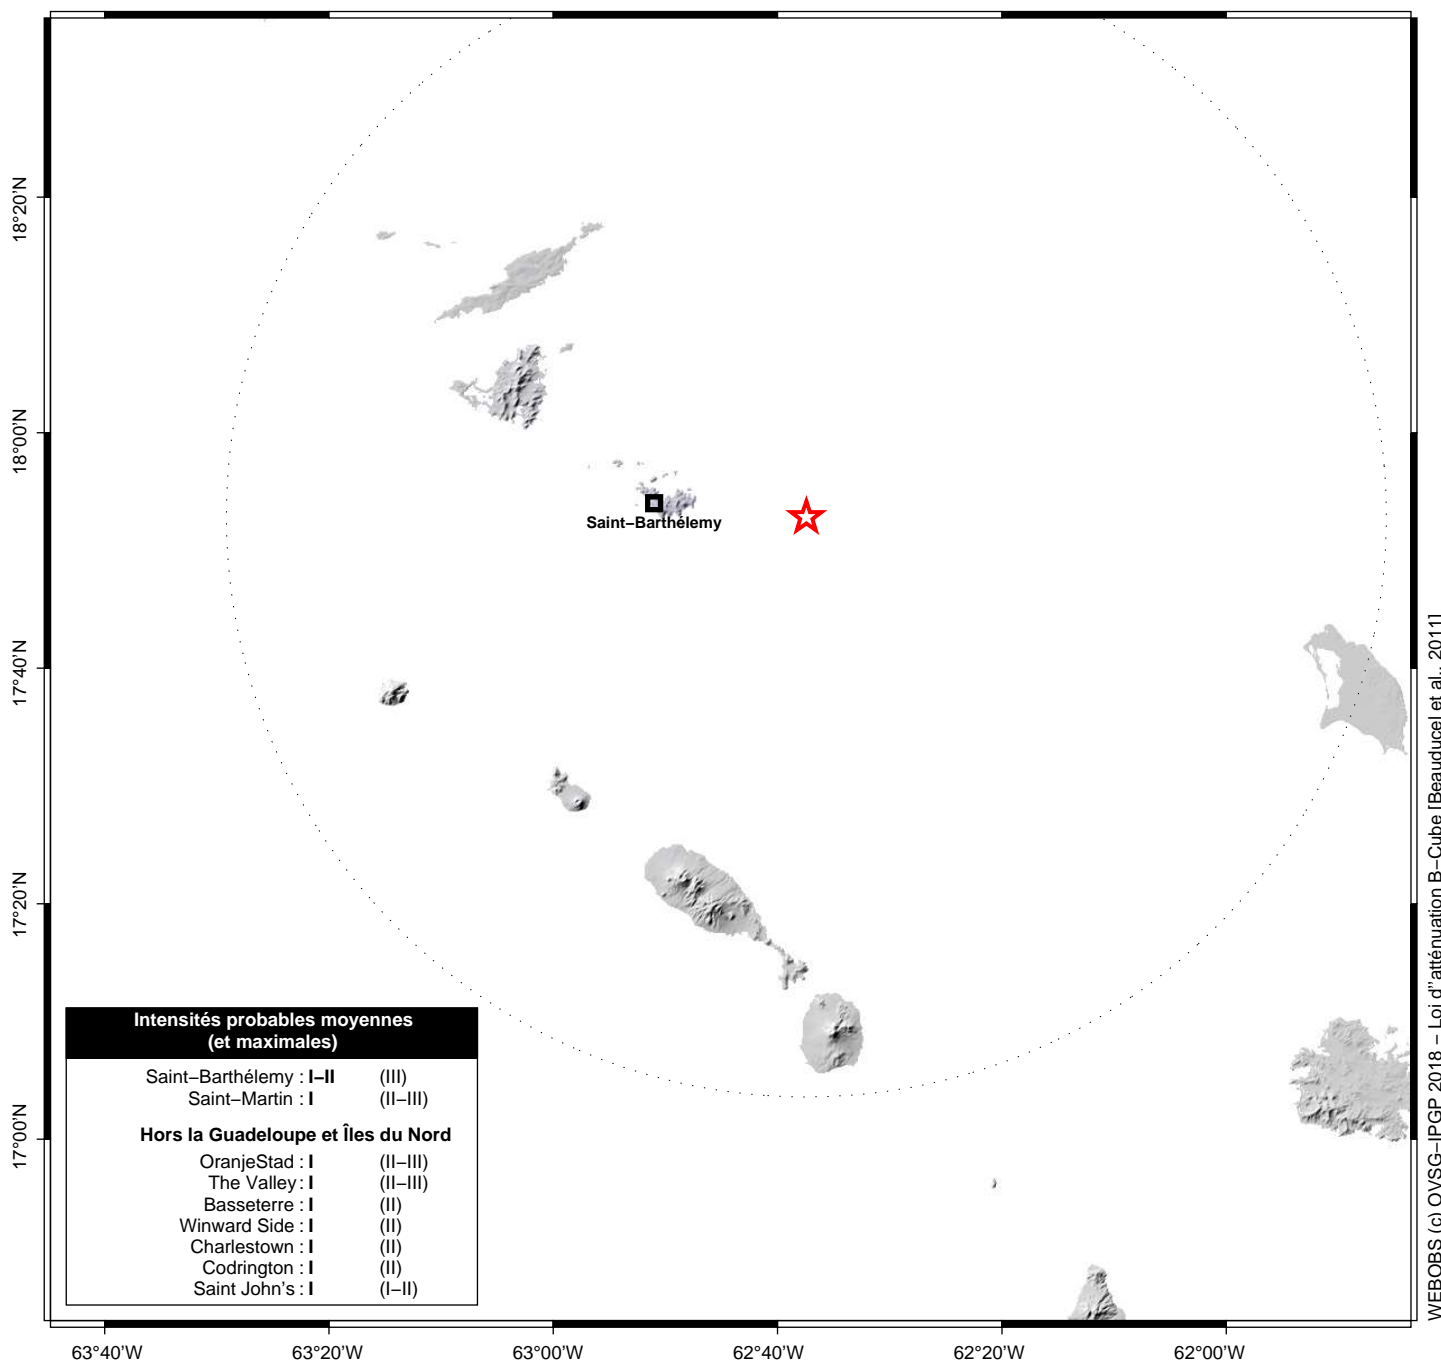 18°20'N
18°00'N
17°40'N
17°20'N
17°00'N
Saint−Barthélemy
Intensités probables moyennes
(et maximales)
Saint−Barthélemy : I−II (III)
Saint−Martin : I (II−III)
Hors la Guadeloupe et Îles du Nord
OranjeStad : I (II−III)
The Valley : I (II−III)
Basseterre : I (II)
Winward Side : I (II)
Charlestown : I (II)
Codrington : I (II)
Saint John's : I (I−II)
63°40'W 63°20'W 63°00'W 62°40'W 62°20'W 62°00'W
WEBOBS (c) OVSG−IPGP 2018 − Loi d''atténuation B−Cube [Beauducel et al., 2011]